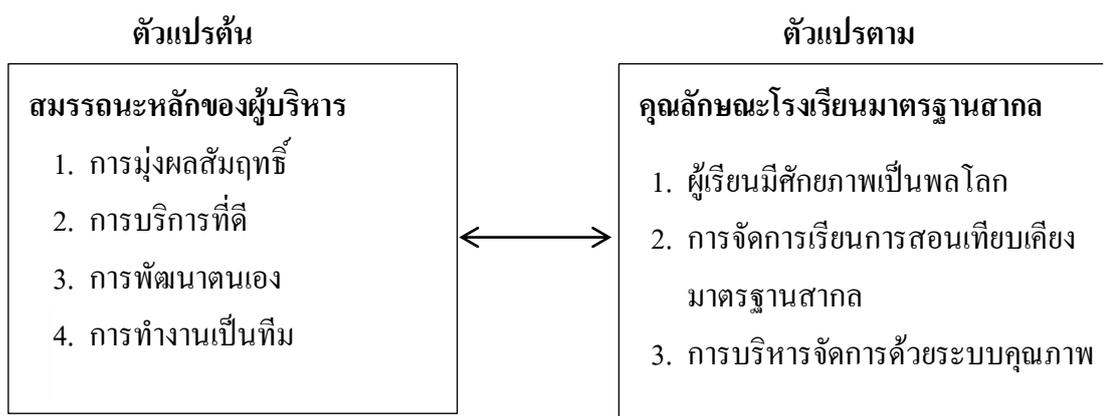 ตัวแปรต้น
สมรรถนะหลักของผู้บริหาร
1. การมุ่งผลสัมฤทธิ์
2. การบริการที่ดี
3. การพัฒนาตนเอง
4. การทำงานเป็นทีม
ตัวแปรตาม
คุณลักษณะโรงเรียนมาตรฐานสากล
1. ผู้เรียนมีศักยภาพเป็นพลโลก
2. การจัดการเรียนการสอนเทียบเคียง
มาตรฐานสากล
3. การบริหารจัดการด้วยระบบคุณภาพ